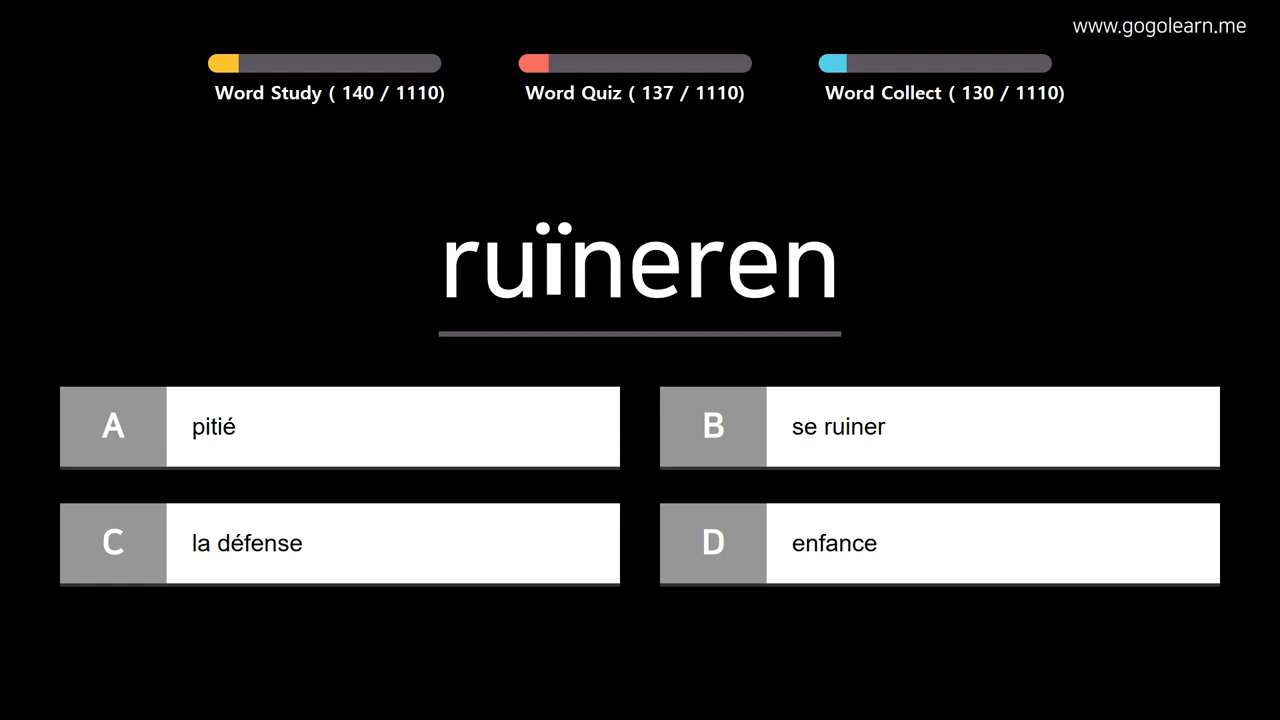 www.gogolearn.me
Word Study ( 140 / 1110)
Word Quiz ( 137 / 1110)
Word Collect ( 130 / 1110)
ruïneren
A pitié
B se ruiner
C la défense
D enfance